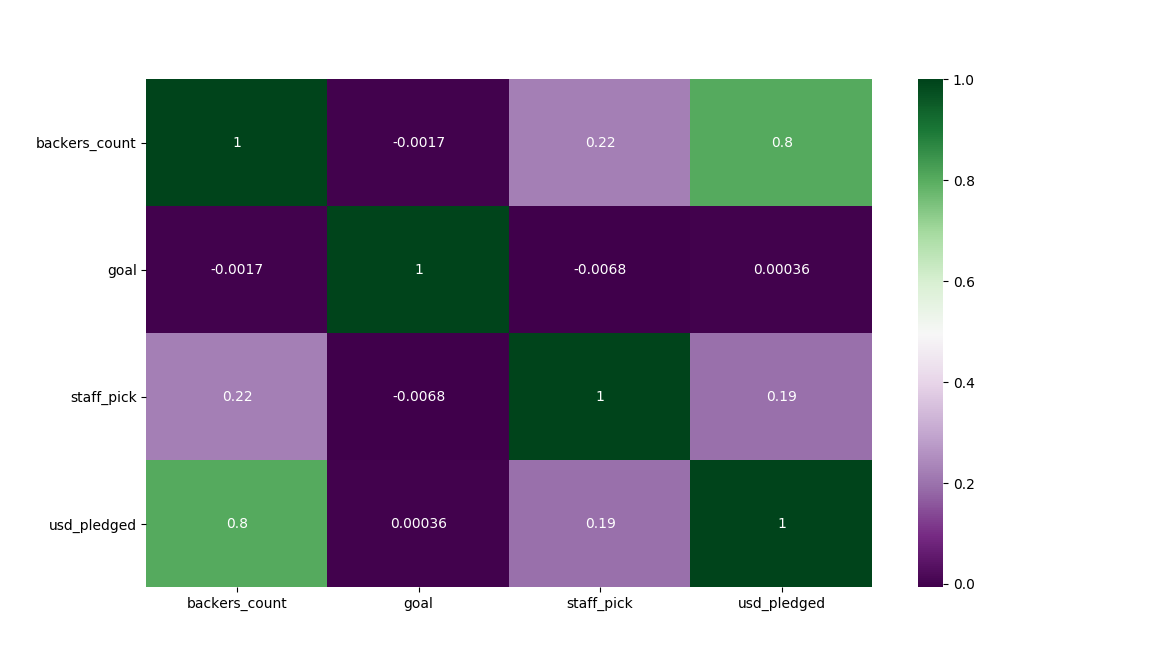 backers_count 1 -0.0017 0.22 0.8
goal -0.0017 1 -0.0068 0.00036
staff_pick 0.22 -0.0068 1 0.19
usd_pledged 0.8 0.00036 0.19 1
backers_count goal staff_pick usd_pledged
1.0
0.8
0.6
0.4
0.2
0.0